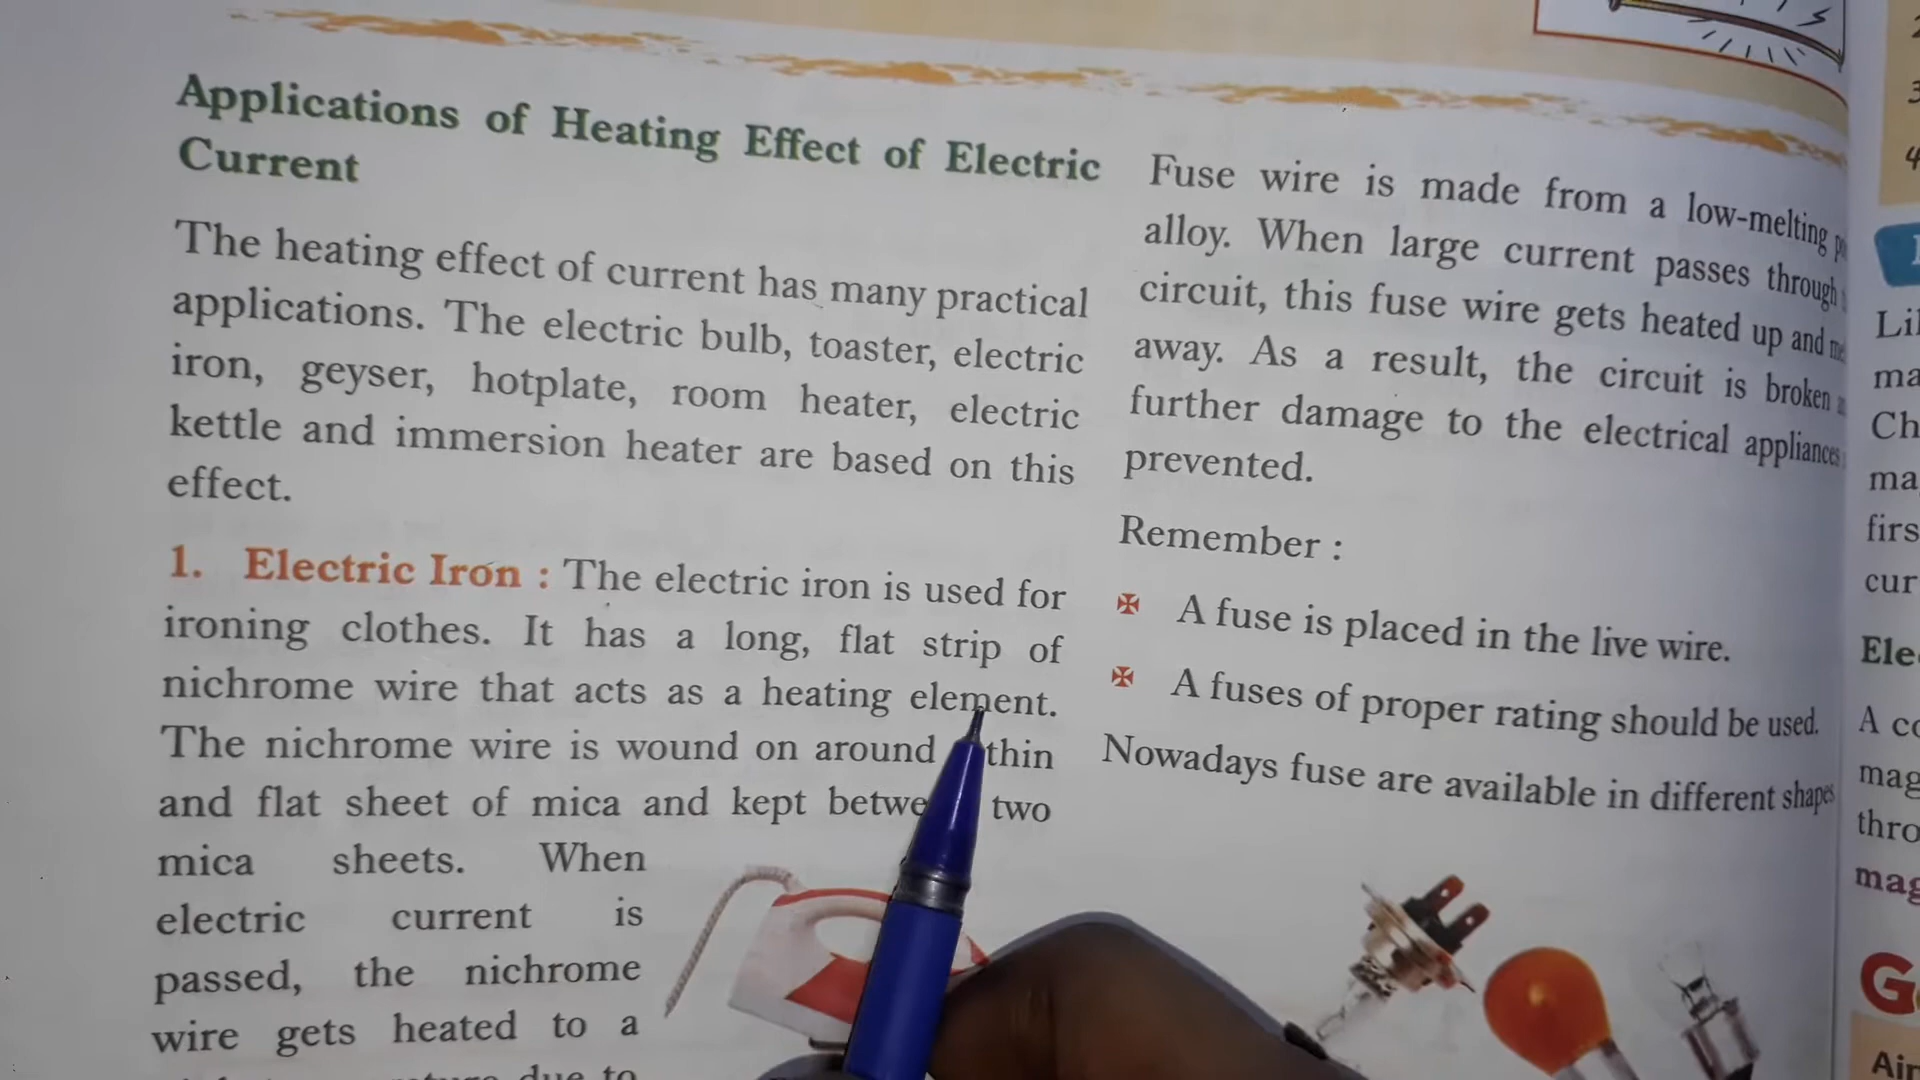 Applications of Heating Effect of Electric
Current
The heating effect of current has many practical
applications. The electric bulb, toaster, electric
iron, geyser, hotplate, room heater, electric
kettle and immersion heater are based on this
effect.
1. Electric Iron : The electric iron is used for
ironing clothes. It has a long, flat strip of
nichrome wire that acts as a heating element.
The nichrome wire is wound on around thin
and flat sheet of mica and kept two
mica sheets. When
electric current is
passed, the nichrome
wire gets heated to a
due to
Fuse wire is made from a low-melting
alloy. When large current passes through
circuit, this fuse wire gets heated up and
away. As a result, the circuit is broken
further damage to the electrical appliances
prevented.
Remember :
A fuse is placed in the live wire.
A fuses of proper rating should be used.
Nowadays fuse are available in different shapes